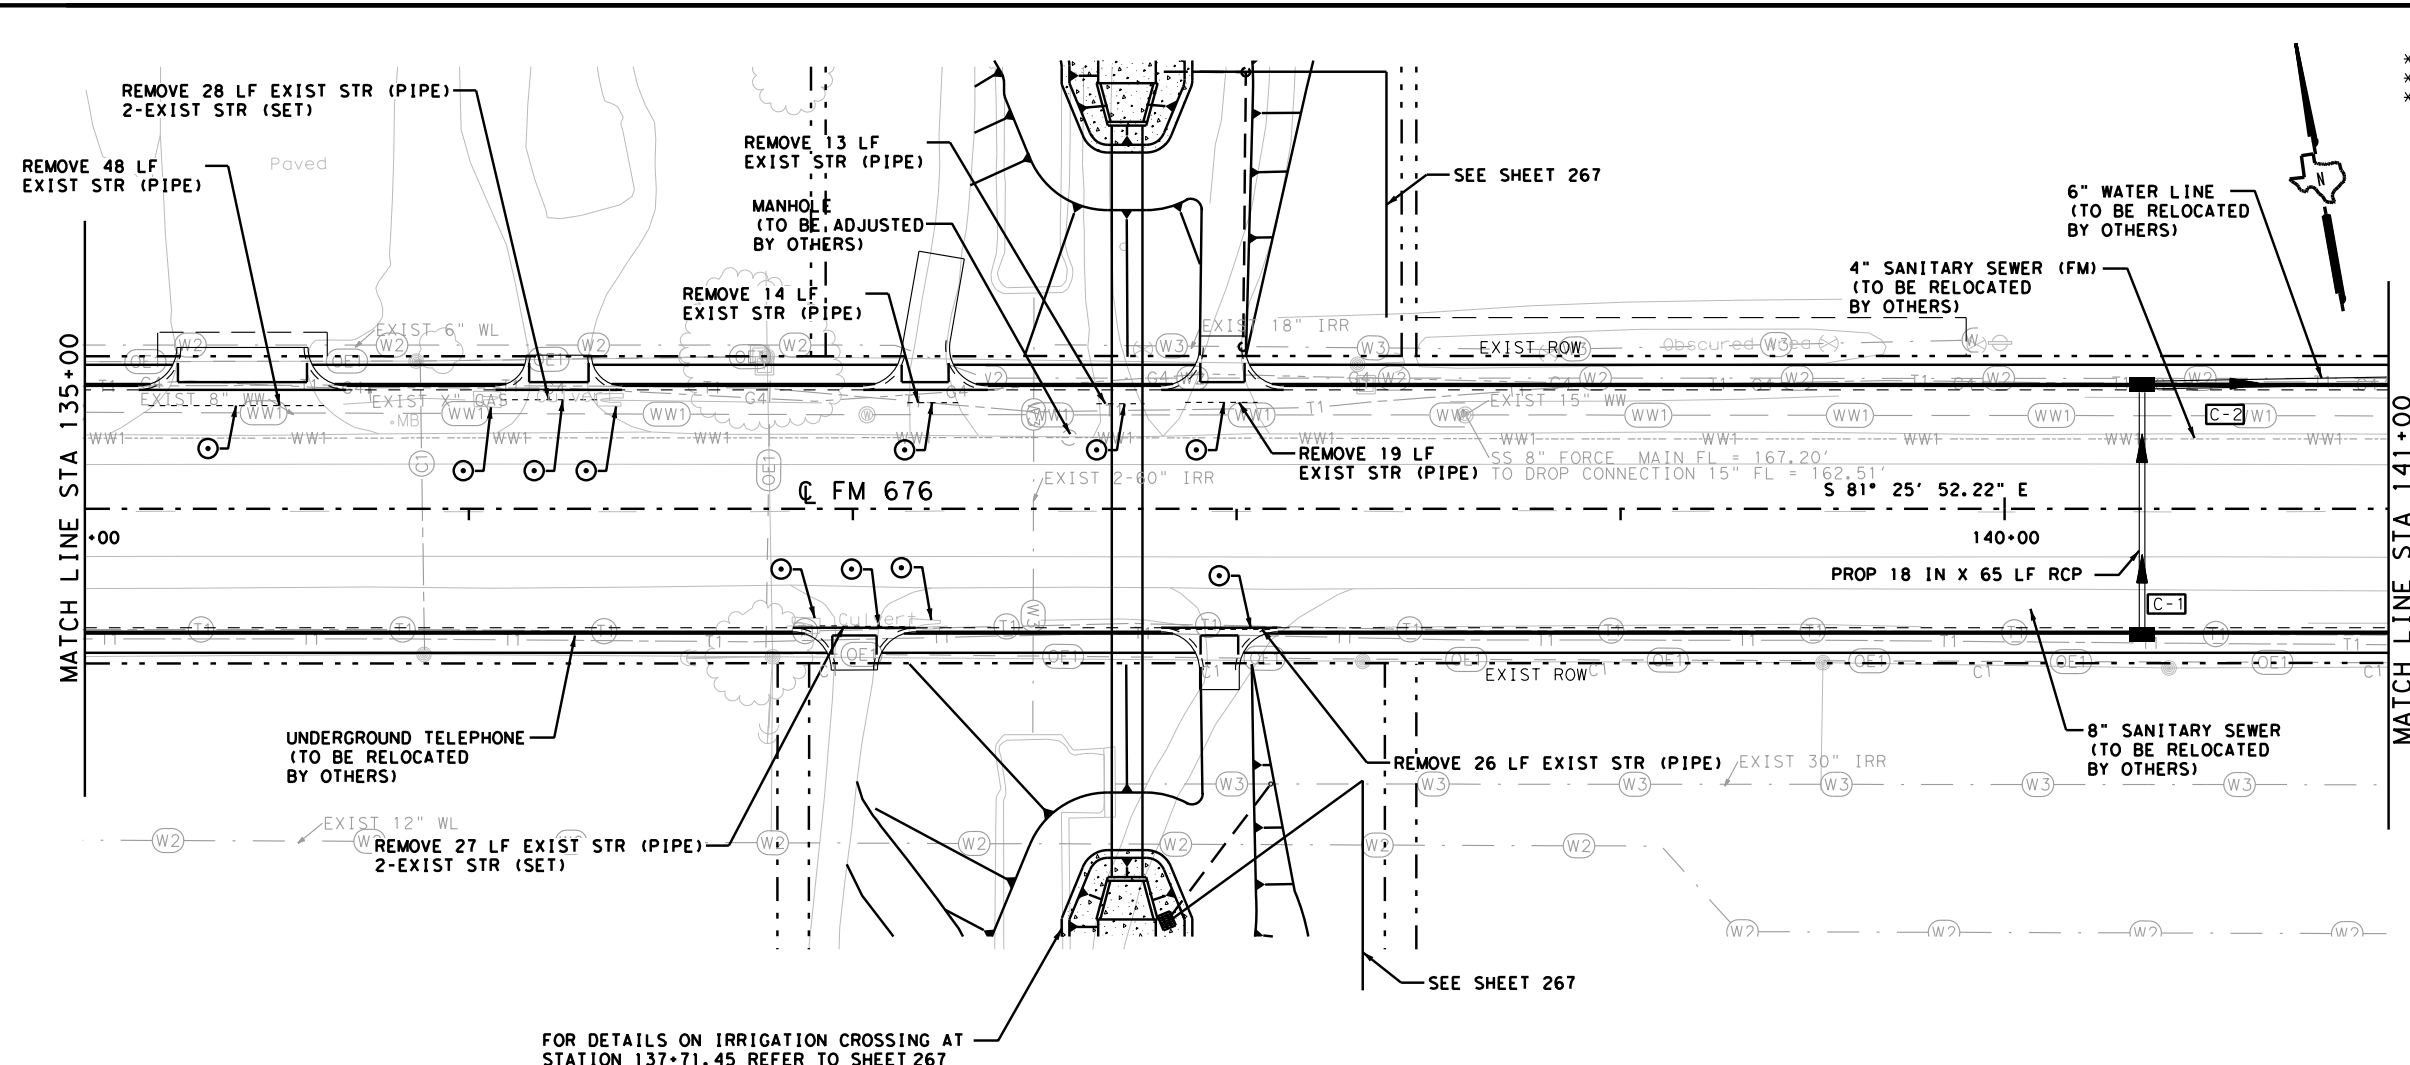 REMOVE 28 LF EXIST STR (PIPE)
2-EXIST STR (SET)
REMOVE 48 LF
EXIST STR (PIPE)
Paved
REMOVE 13 LF
EXIST STR (PIPE)
MANHOLE
(TO BE ADJUSTED
BY OTHERS)
REMOVE 14 LF
EXIST STR (PIPE)
SEE SHEET 267
6" WATER LINE
(TO BE RELOCATED
BY OTHERS)
4" SANITARY SEWER (FM)
(TO BE RELOCATED
BY OTHERS)
N
EXIST 6" WL
EXIST 18" IRR
EXIST ROW
Obscured Area
EXIST 8" WW
EXIST X" GAS
MB
EXIST 15" WW
C-2
REMOVE 19 LF
EXIST STR (PIPE)
SS 8" FORCE MAIN FL = 167.20'
TO DROP CONNECTION 15" FL = 162.51'
EXIST 2-60" IRR
℄ FM 676
S 81° 25' 52.22" E
+00
140+00
MATCH LINE STA 135+00
MATCH LINE STA 141+00
PROP 18 IN X 65 LF RCP
C-1
Culvert
EXIST ROW
UNDERGROUND TELEPHONE
(TO BE RELOCATED
BY OTHERS)
8" SANITARY SEWER
(TO BE RELOCATED
BY OTHERS)
REMOVE 26 LF EXIST STR (PIPE)
EXIST 30" IRR
EXIST 12" WL
REMOVE 27 LF EXIST STR (PIPE)
2-EXIST STR (SET)
SEE SHEET 267
FOR DETAILS ON IRRIGATION CROSSING AT
STATION 137+71.45 REFER TO SHEET 267